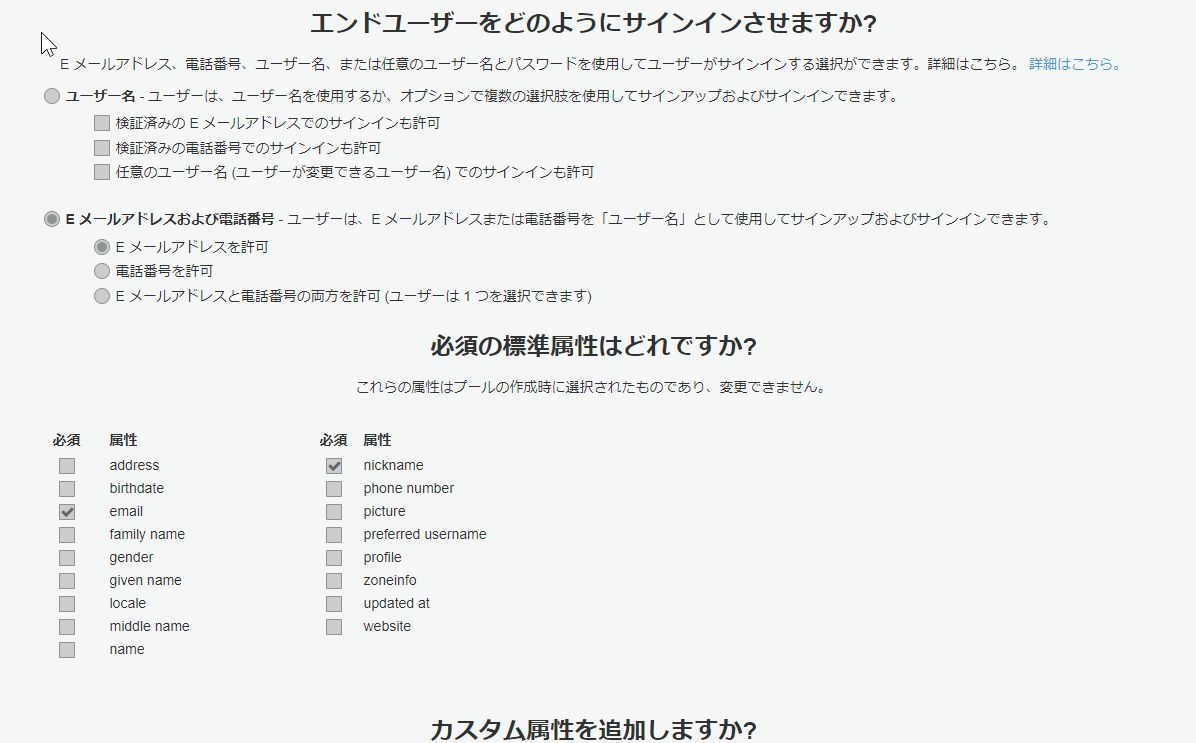 エンドユーザーをどのようにサインインさせますか?
E メールアドレス、電話番号、ユーザー名、または任意のユーザー名とパスワードを使用してユーザーがサインインする選択ができます。詳細はこちら。 詳細はこちら。
ユーザー名 - ユーザーは、ユーザー名を使用するか、オプションで複数の選択肢を使用してサインアップおよびサインインできます。
検証済みの E メールアドレスでのサインインも許可
検証済みの電話番号でのサインインも許可
任意のユーザー名 (ユーザーが変更できるユーザー名) でのサインインも許可
E メールアドレスおよび電話番号 - ユーザーは、E メールアドレスまたは電話番号を「ユーザー名」として使用してサインアップおよびサインインできます。
E メールアドレスを許可
電話番号を許可
E メールアドレスと電話番号の両方を許可 (ユーザーは 1 つを選択できます)
必須の標準属性はどれですか?
これらの属性はプールの作成時に選択されたものであり、変更できません。
必須 属性 必須 属性
address nickname
birthdate phone number
email picture
family name preferred username
gender profile
given name zoneinfo
locale updated at
middle name website
name
カスタム属性を追加しますか?